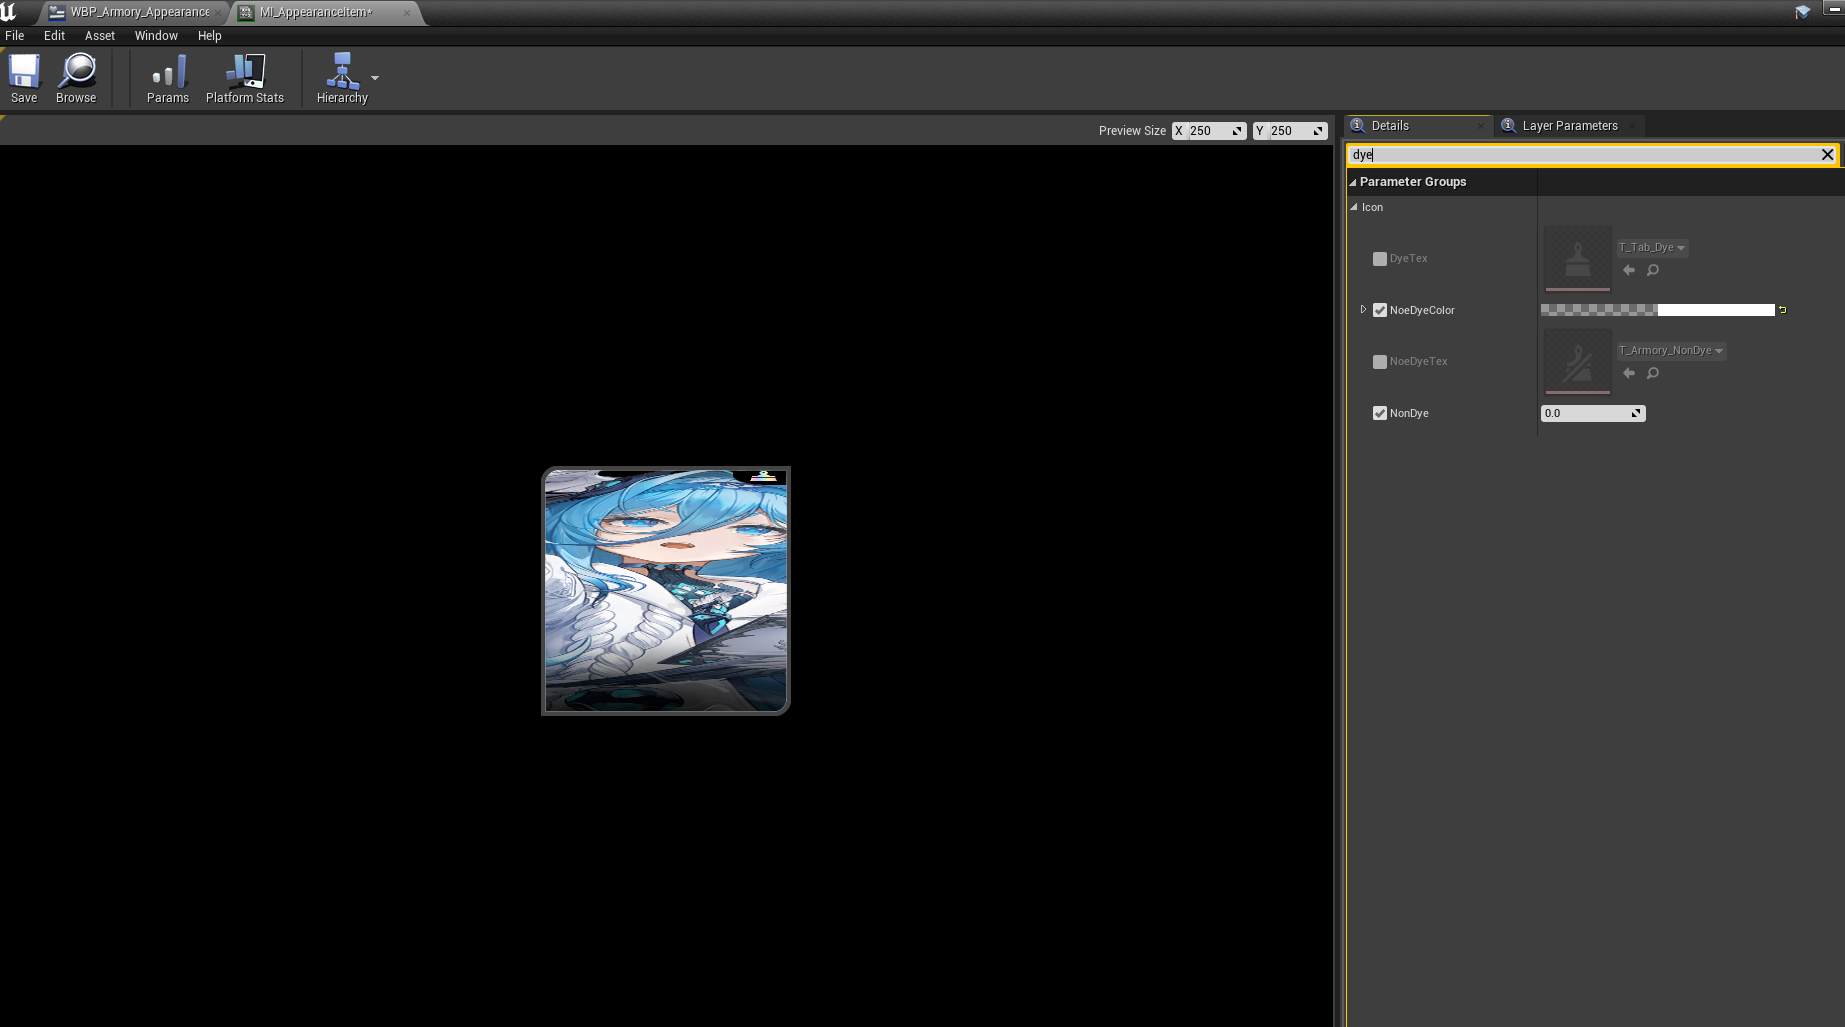 WBP_Armory_Appearance
MI_AppearanceItem*
File Edit Asset Window Help
Save Browse Params Platform Stats Hierarchy
Preview Size X 250 Y 250
Details Layer Parameters
dye
Parameter Groups
Icon
DyeTex T_Tab_Dye
NoeDyeColor
NoeDyeTex T_Armory_NonDye
NonDye 0.0